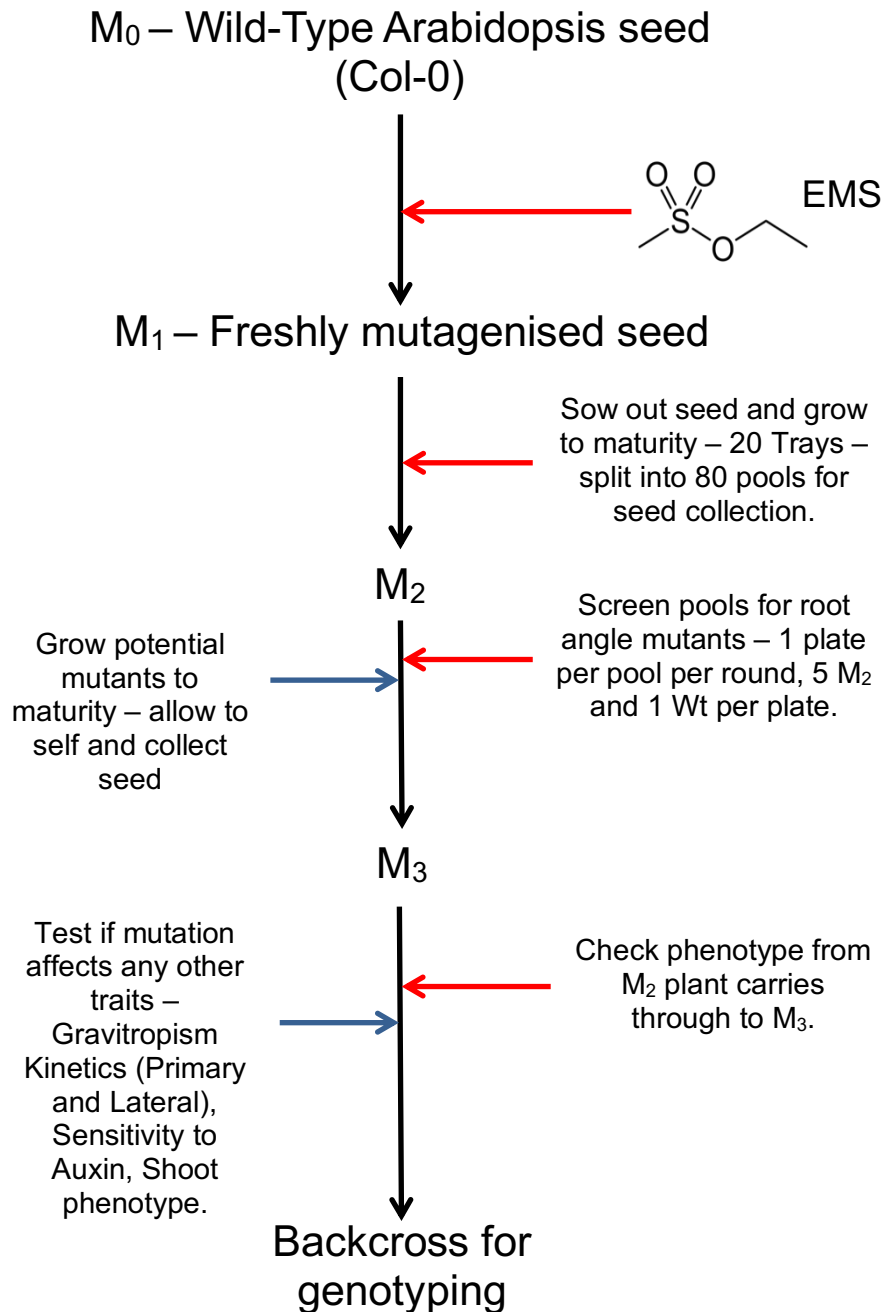 M₀ – Wild-Type Arabidopsis seed
(Col-0)
O
O
S
O
EMS
M₁ – Freshly mutagenised seed
Sow out seed and grow
to maturity – 20 Trays –
split into 80 pools for
seed collection.
M₂
Screen pools for root
angle mutants – 1 plate
per pool per round, 5 M₂
and 1 Wt per plate.
Grow potential
mutants to
maturity – allow to
self and collect
seed
M₃
Test if mutation
affects any other
traits –
Gravitropism
Kinetics (Primary
and Lateral),
Sensitivity to
Auxin, Shoot
phenotype.
Check phenotype from
M₂ plant carries
through to M₃.
Backcross for
genotyping